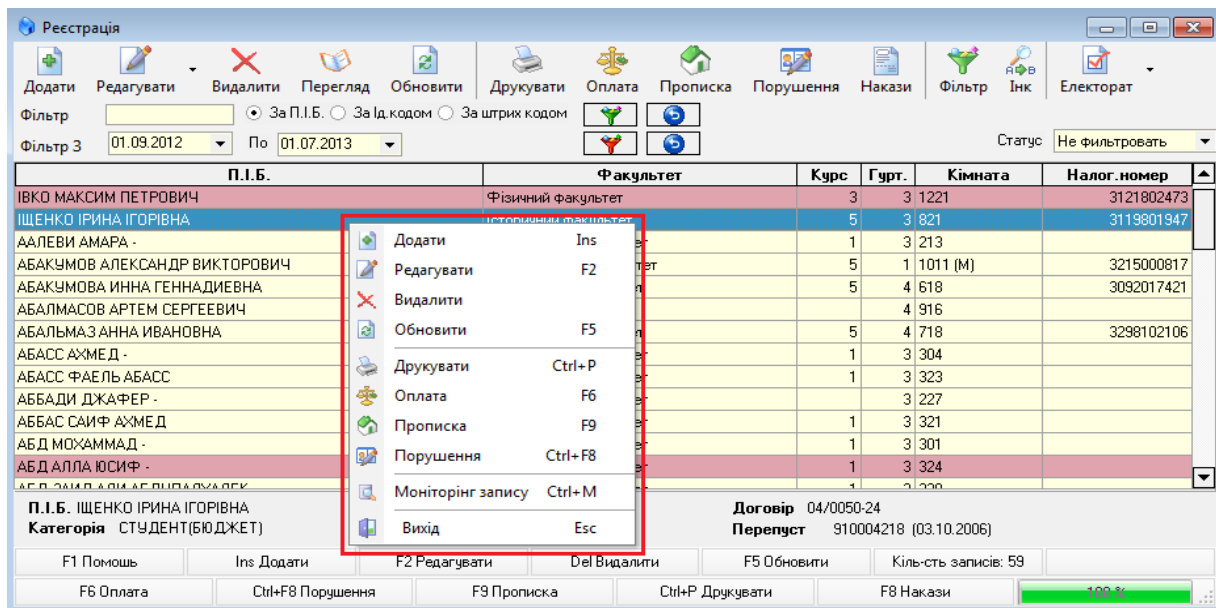 Реєстрація
Додати Редагувати Видалити Перегляд Обновити Друкувати Оплата Прописка Порушення Накази Фільтр Інк Електорат
Фільтр За П.І.Б. За Ід.кодом За штрих кодом
Фільтр З 01.09.2012 По 01.07.2013 Статус Не фильтровать
П.І.Б. Факультет Курс Гурт. Кімната Налог.номер
ІВКО МАКСИМ ПЕТРОВИЧ Фізичний факультет 3 3 1221 3121802473
ІЩЕНКО ІРИНА ІГОРІВНА Історичний факультет 5 3 821 3119801947
ААЛЕВИ АМАРА - 1 3 213
АБАКУМОВ АЛЕКСАНДР ВИКТОРОВИЧ 5 1 1011 (М) 3215000817
АБАКУМОВА ИННА ГЕННАДИЕВНА 5 4 618 3092017421
АБАЛМАСОВ АРТЕМ СЕРГЕЕВИЧ 4 916
АБАЛЬМАЗ АННА ИВАНОВНА 5 4 718 3298102106
АБАСС АХМЕД - 1 3 304
АБАСС ФАЕЛЬ АБАСС 1 3 323
АББАДИ ДЖАФЕР - 3 227
АББАС САИФ АХМЕД 1 3 321
АБД МОХАММАД - 1 3 301
АБД АЛЛА ЮСИФ - 1 3 324
Додати Ins
Редагувати F2
Видалити
Обновити F5
Друкувати Ctrl+P
Оплата F6
Прописка F9
Порушення Ctrl+F8
Моніторінг запису Ctrl+M
Вихід Esc
П.І.Б. ІЩЕНКО ІРИНА ІГОРІВНА Договір 04/0050-24
Категорія СТУДЕНТ(БЮДЖЕТ) Перепуст 910004218 (03.10.2006)
F1 Помошь Ins Додати F2 Редагувати Del Видалити F5 Обновити Кіль-сть записів: 59
F6 Оплата Ctrl+F8 Порушення F9 Прописка Ctrl+P Друкувати F8 Накази 100 %